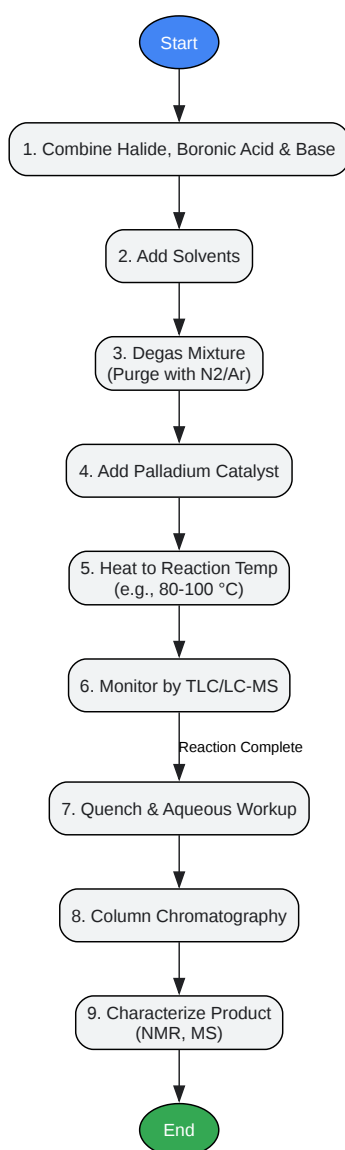 Start
1. Combine Halide, Boronic Acid & Base
2. Add Solvents
3. Degas Mixture
(Purge with N2/Ar)
4. Add Palladium Catalyst
5. Heat to Reaction Temp
(e.g., 80-100 °C)
6. Monitor by TLC/LC-MS
Reaction Complete
7. Quench & Aqueous Workup
8. Column Chromatography
9. Characterize Product
(NMR, MS)
End